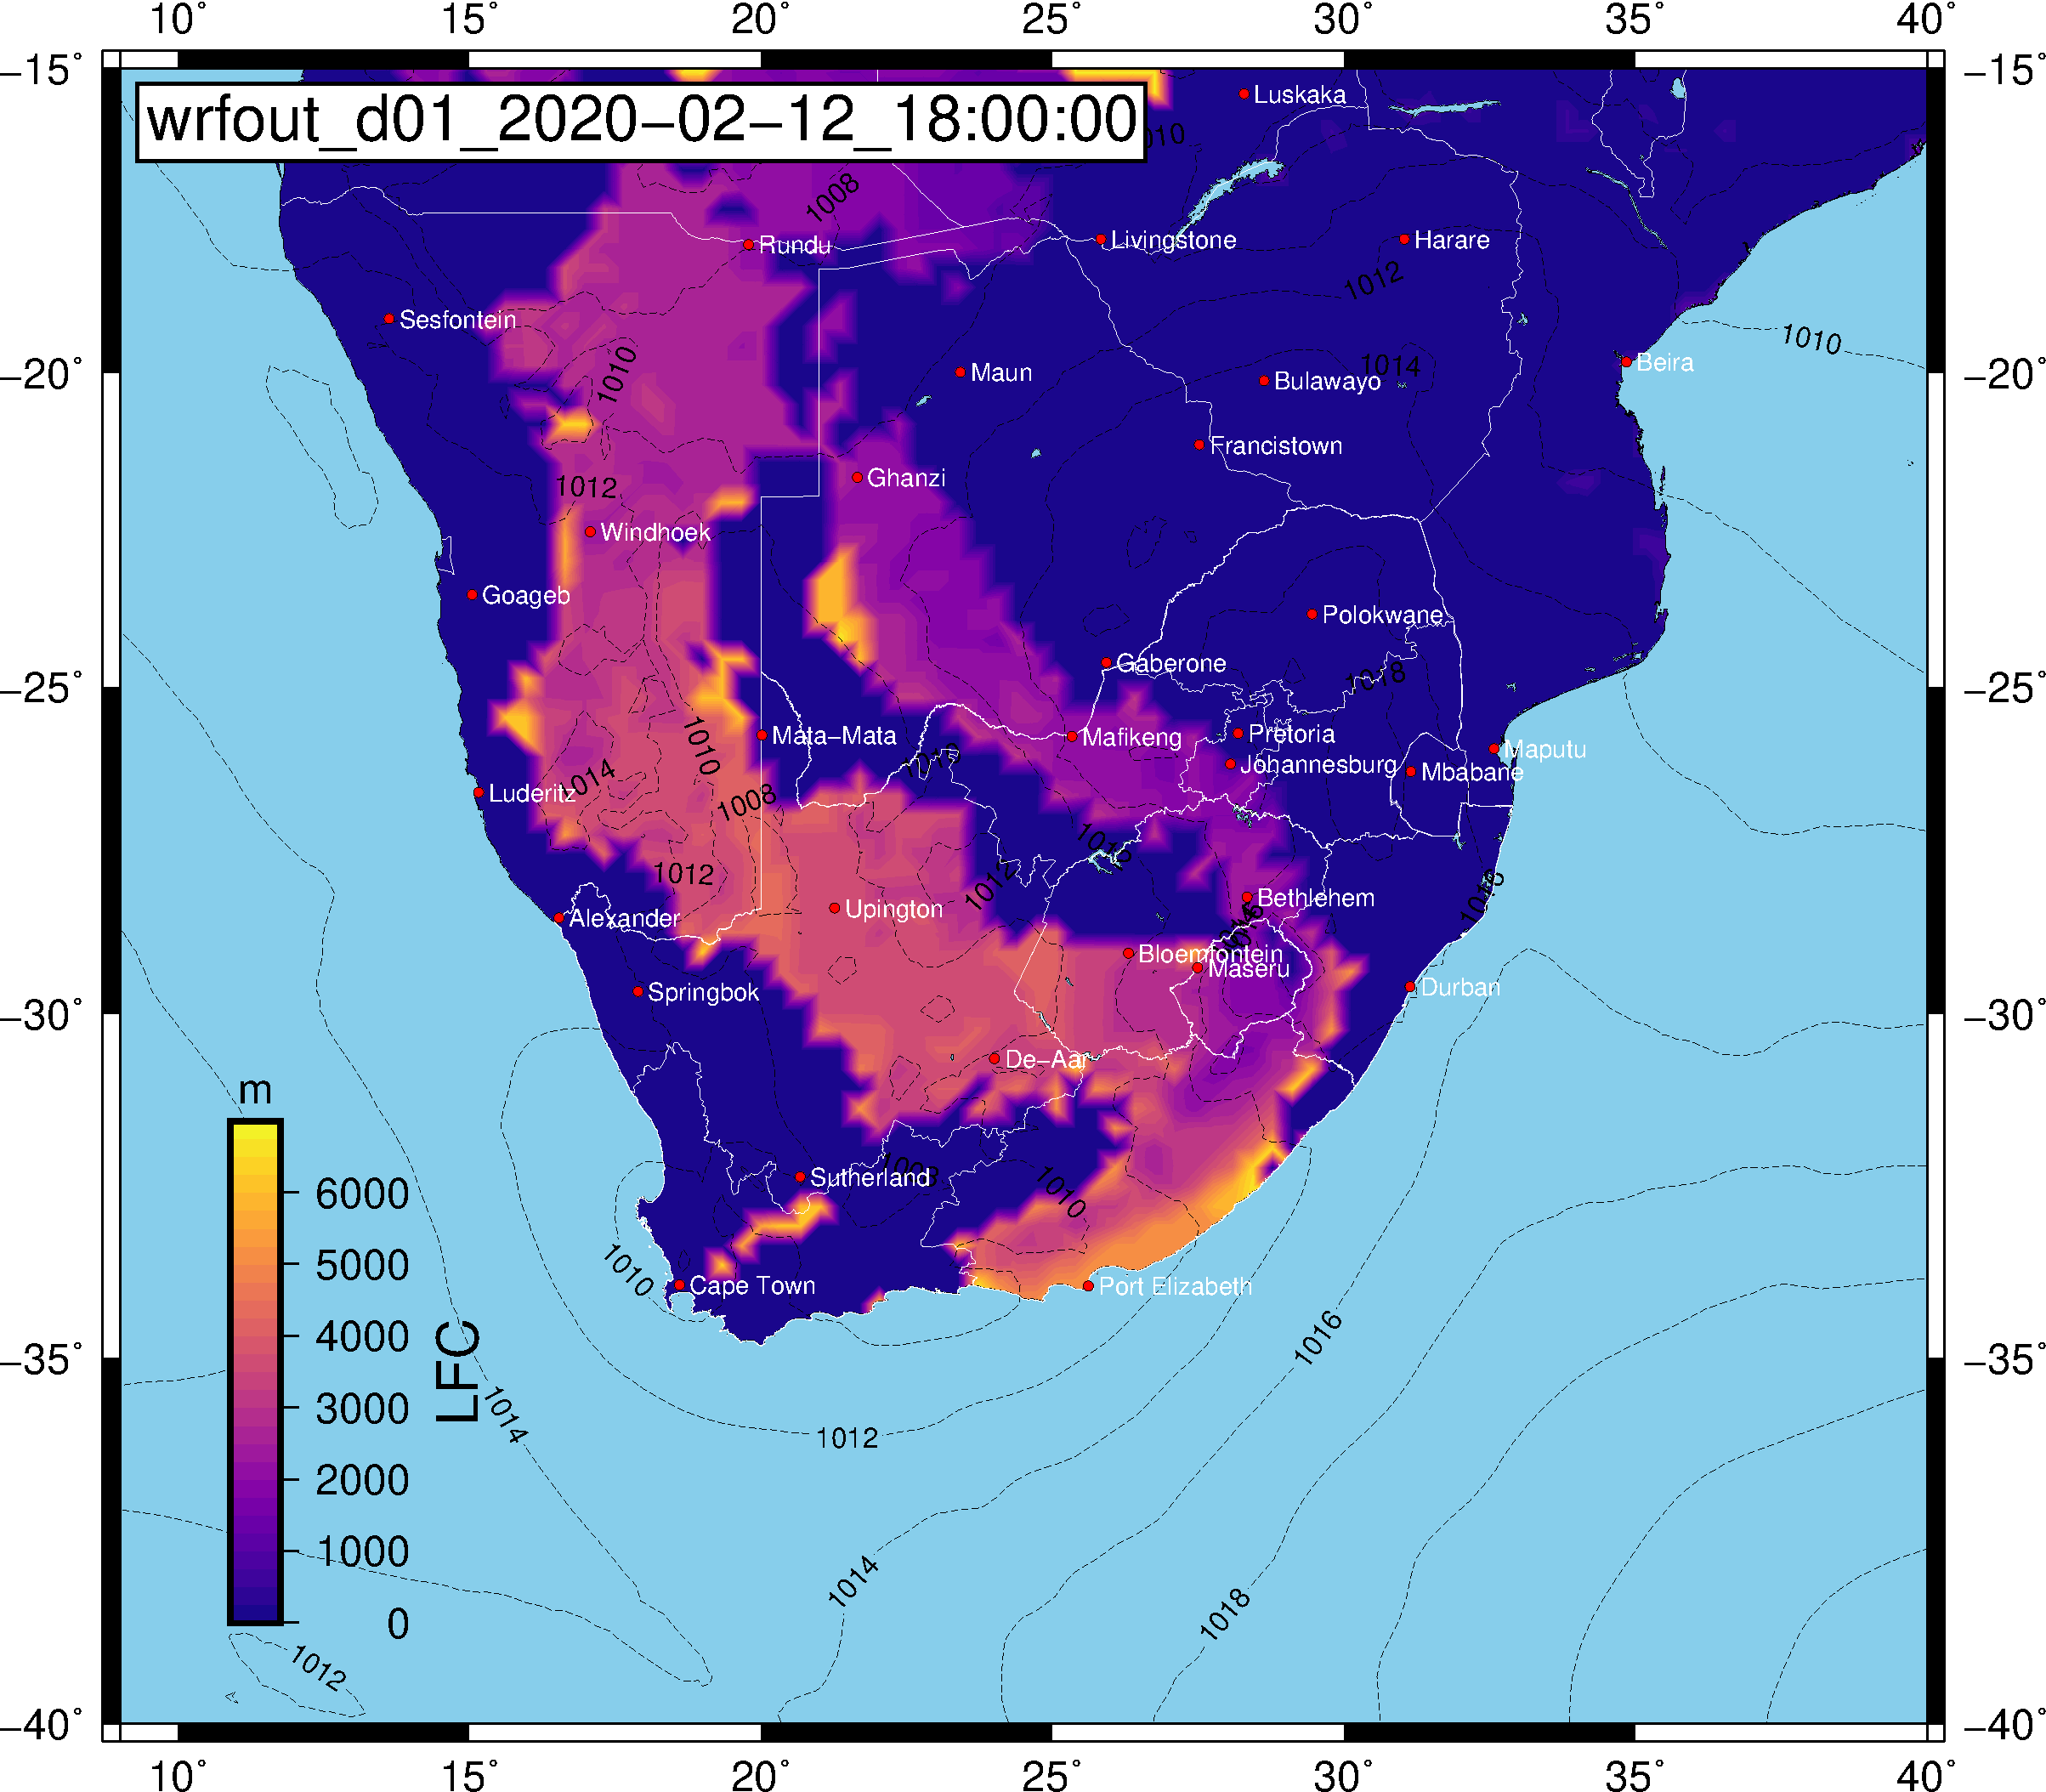 10° 15° 20° 25° 30° 35° 40°
−15° −15°
wrfout_d01_2020−02−12_18:00:00
Luskaka
1010
1008
Rundu
Livingstone
Harare
1012
Sesfontein
1010
1010
1014
Beira
−20° −20°
Maun
Bulawayo
Francistown
1012
Ghanzi
Windhoek
Goageb
Polokwane
Gaberone
1018
−25° −25°
1010
Mata−Mata
Mafikeng
Pretoria
Maputu
Johannesburg
Mbabane
1014
Luderitz
1008
1012
1012
1012
Bethlehem
Alexander
Upington
Bloemfontein
Maseru
Springbok
Durban
−30° −30°
De−Aar
m
1008
Sutherland
1010
6000
1010
5000
Cape Town
Port Elizabeth
4000
LFC
1016
−35° −35°
3000
1014
1012
2000
1000
1014
1018
0
1012
−40° −40°
10° 15° 20° 25° 30° 35° 40°